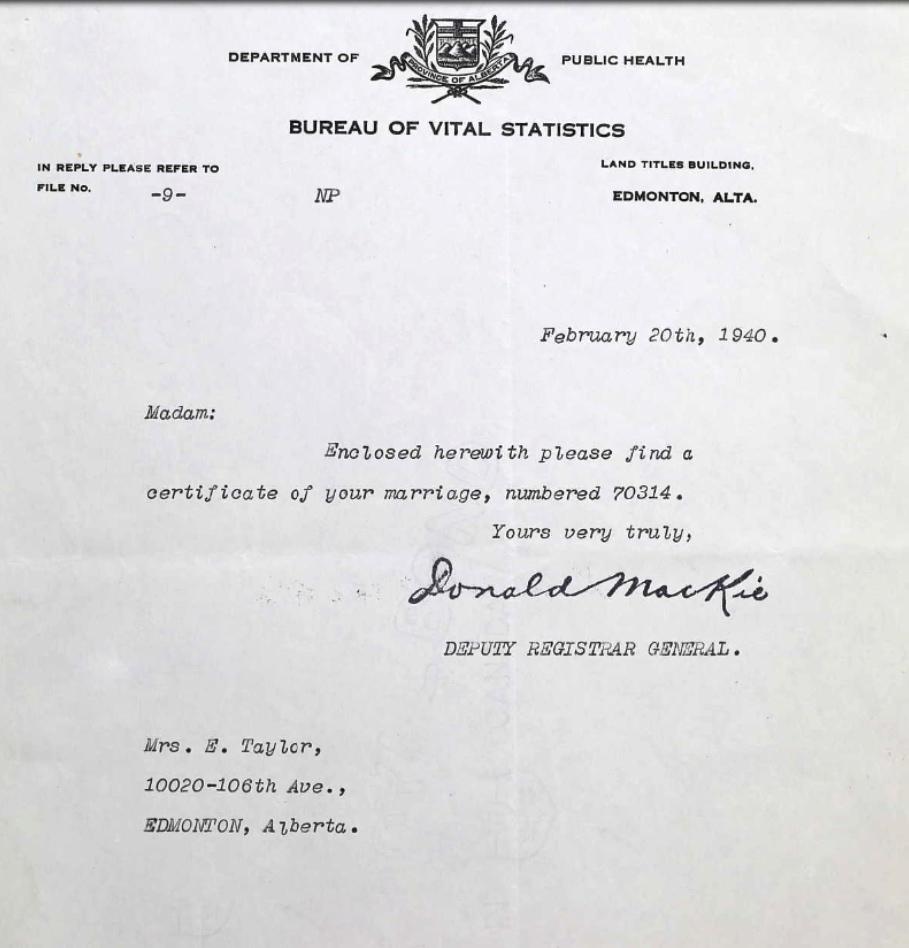 DEPARTMENT OF PUBLIC HEALTH
PROVINCE OF ALBERTA
BUREAU OF VITAL STATISTICS
IN REPLY PLEASE REFER TO
FILE No. -9- NP
LAND TITLES BUILDING,
EDMONTON, ALTA.
February 20th, 1940.
Madam:
Enclosed herewith please find a
certificate of your marriage, numbered 70314.
Yours very truly,
Donald MacKie
DEPUTY REGISTRAR GENERAL.
Mrs. E. Taylor,
10020-106th Ave.,
EDMONTON, Alberta.